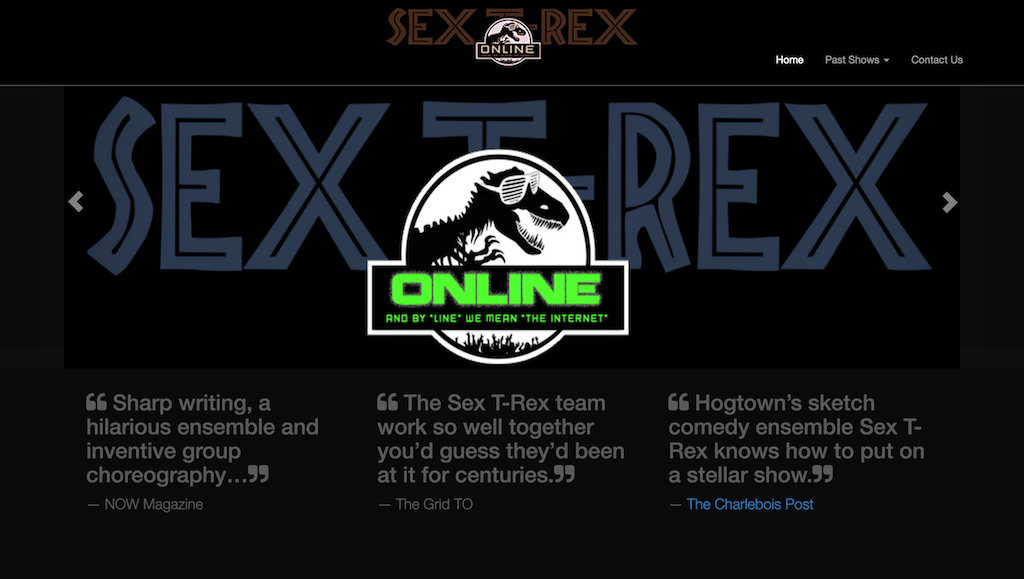 SEX T-REX
ONLINE
Home Past Shows Contact Us
SEX T-REX
ONLINE
AND BY "LINE" WE MEAN "THE INTERNET"
“ Sharp writing, a
hilarious ensemble and
inventive group
choreography…”
— NOW Magazine
“ The Sex T-Rex team
work so well together
you’d guess they’d been
at it for centuries.”
— The Grid TO
“ Hogtown’s sketch
comedy ensemble Sex T-
Rex knows how to put on
a stellar show.”
— The Charlebois Post